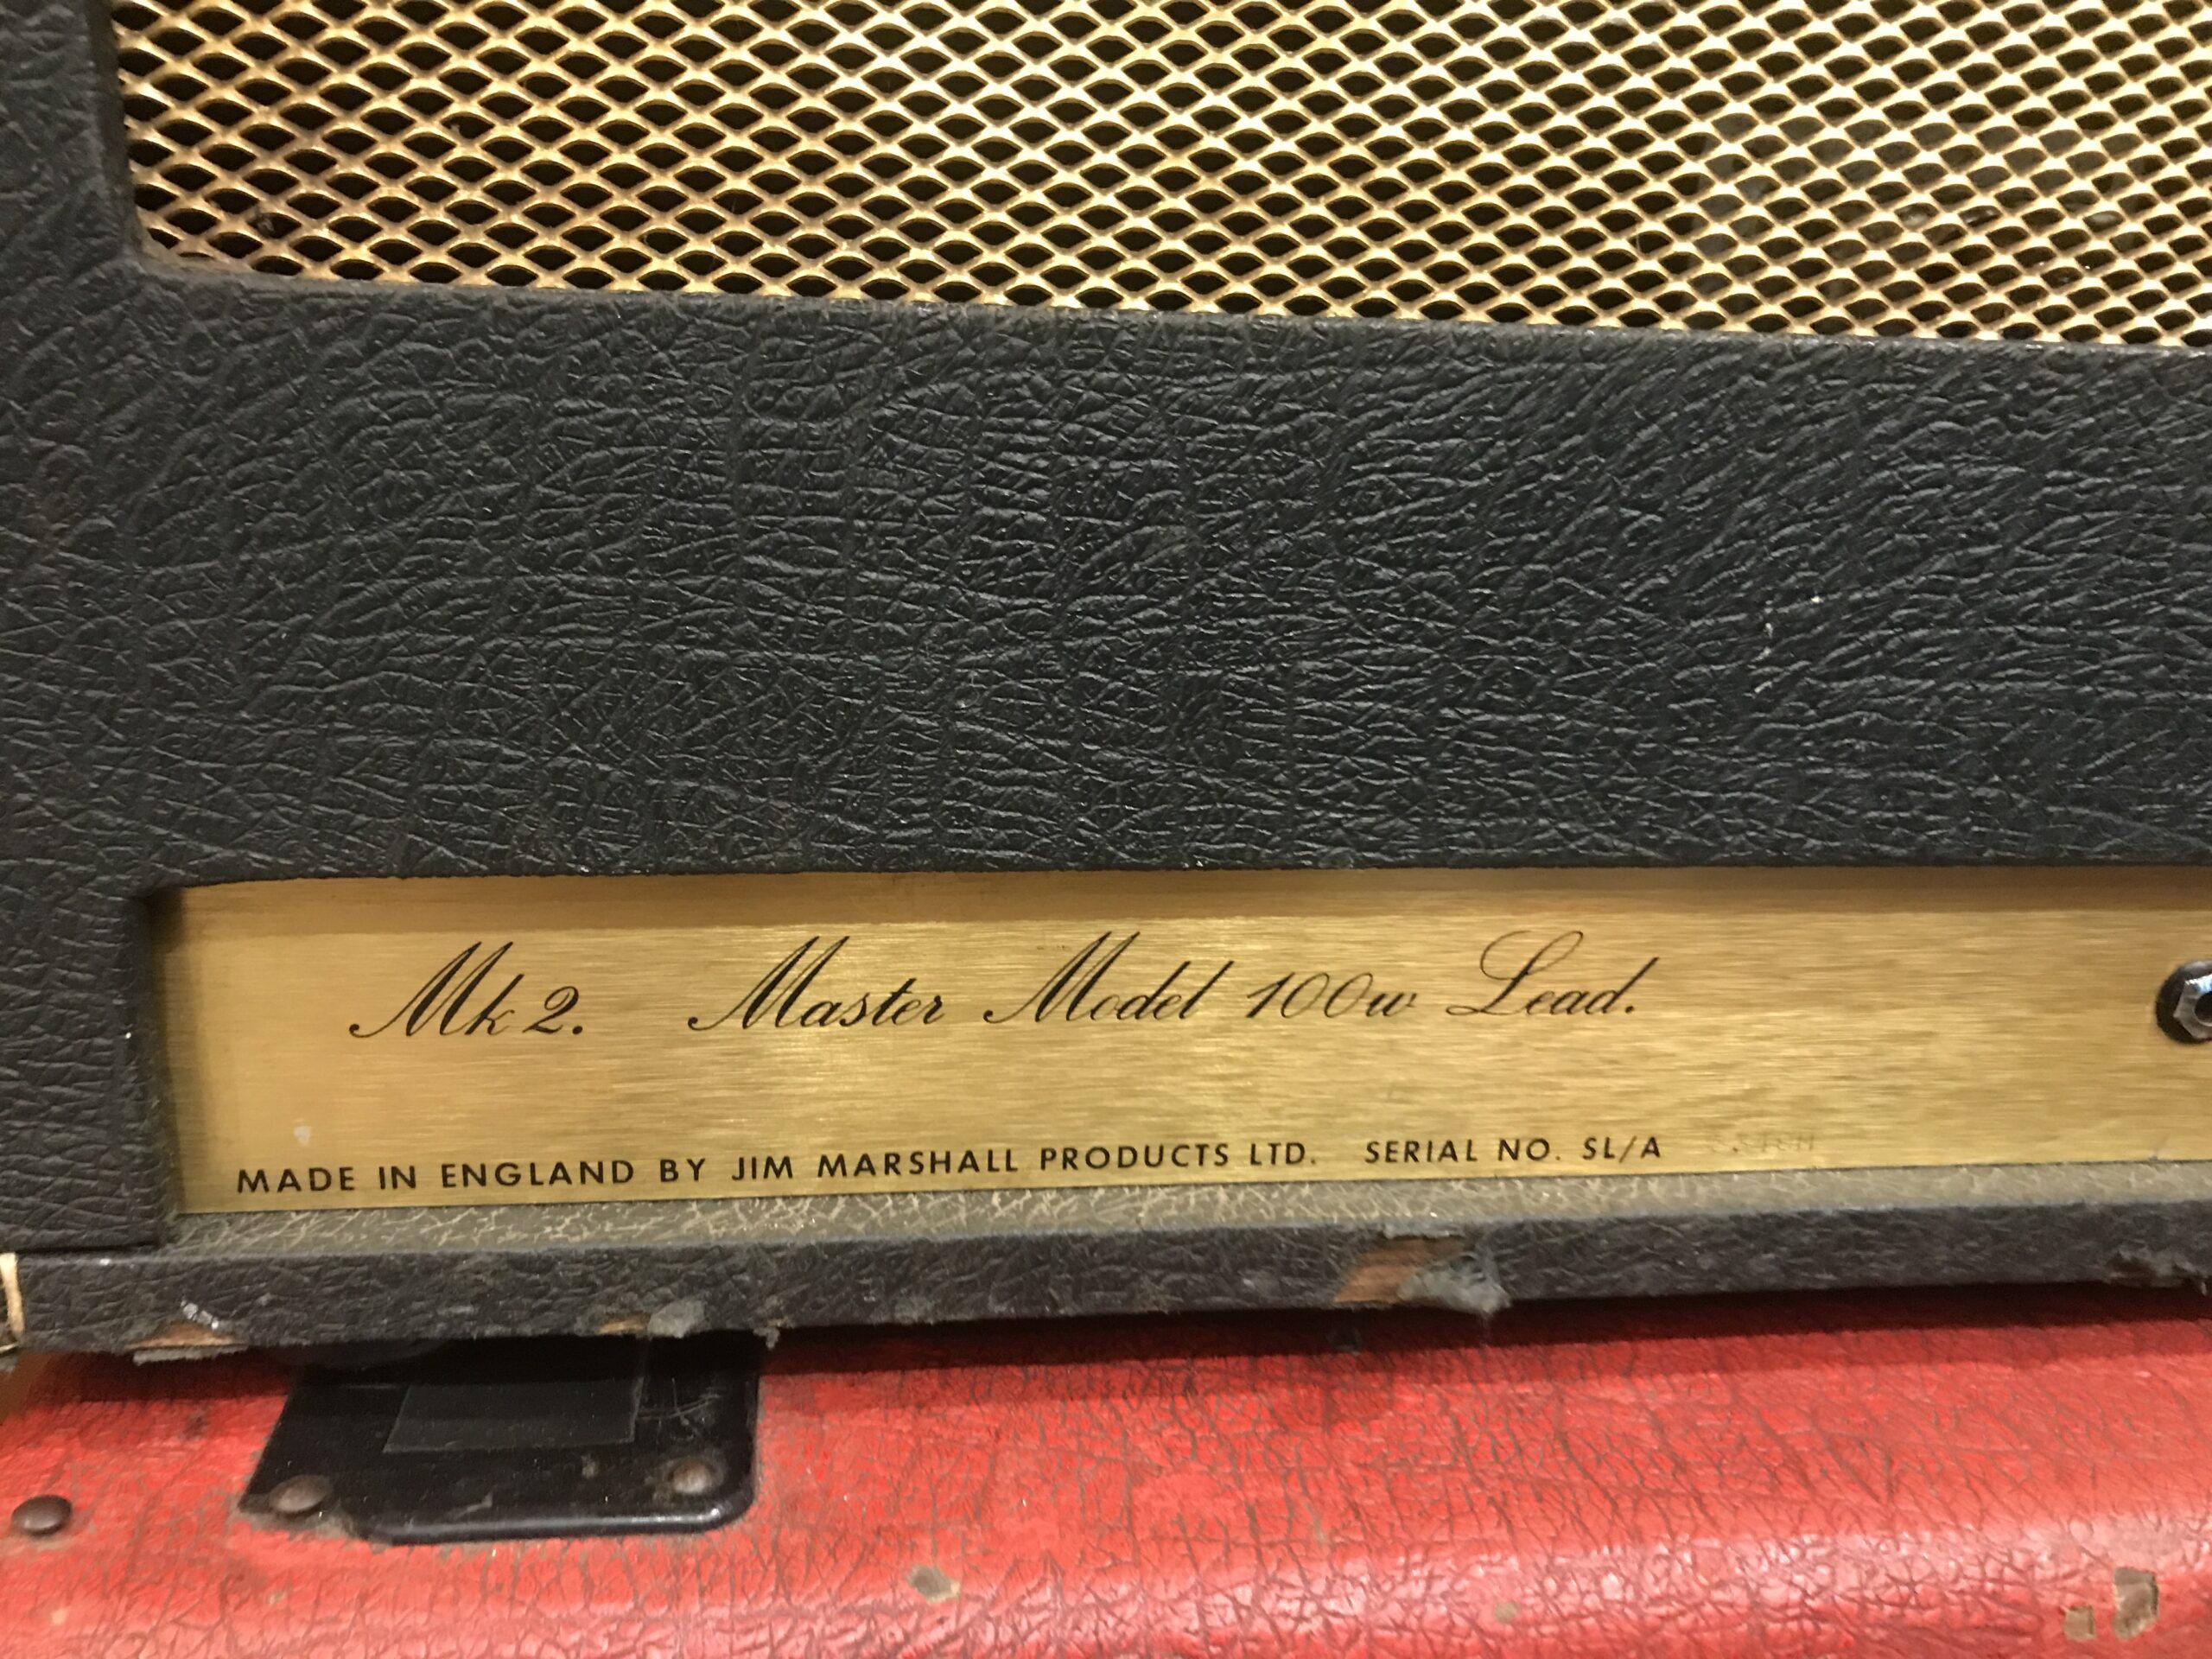 Mk 2. Master Model 100w Lead.
MADE IN ENGLAND BY JIM MARSHALL PRODUCTS LTD. SERIAL NO. SL/A